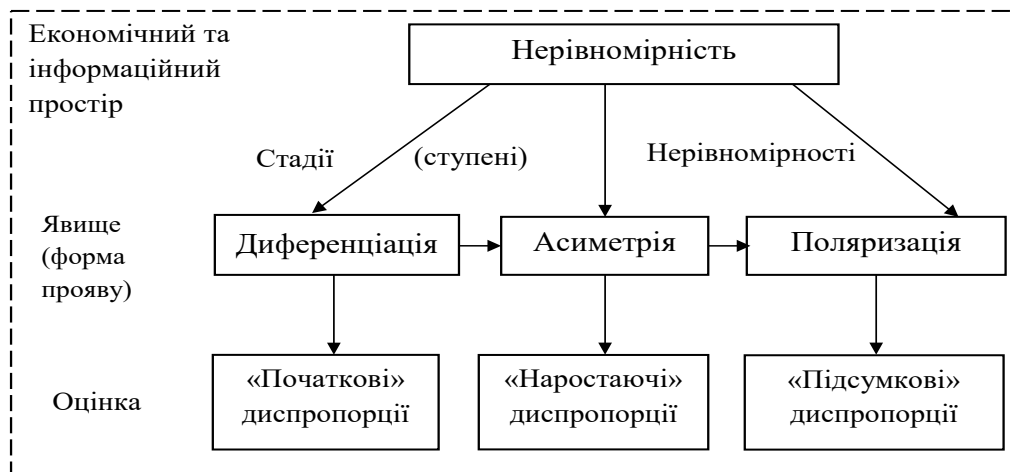 Економічний та
інформаційний
простір
Нерівномірність
Стадії (ступені) Нерівномірності
Явище
(форма
прояву)
Диференціація
Асиметрія
Поляризація
Оцінка
«Початкові»
диспропорції
«Наростаючі»
диспропорції
«Підсумкові»
диспропорції